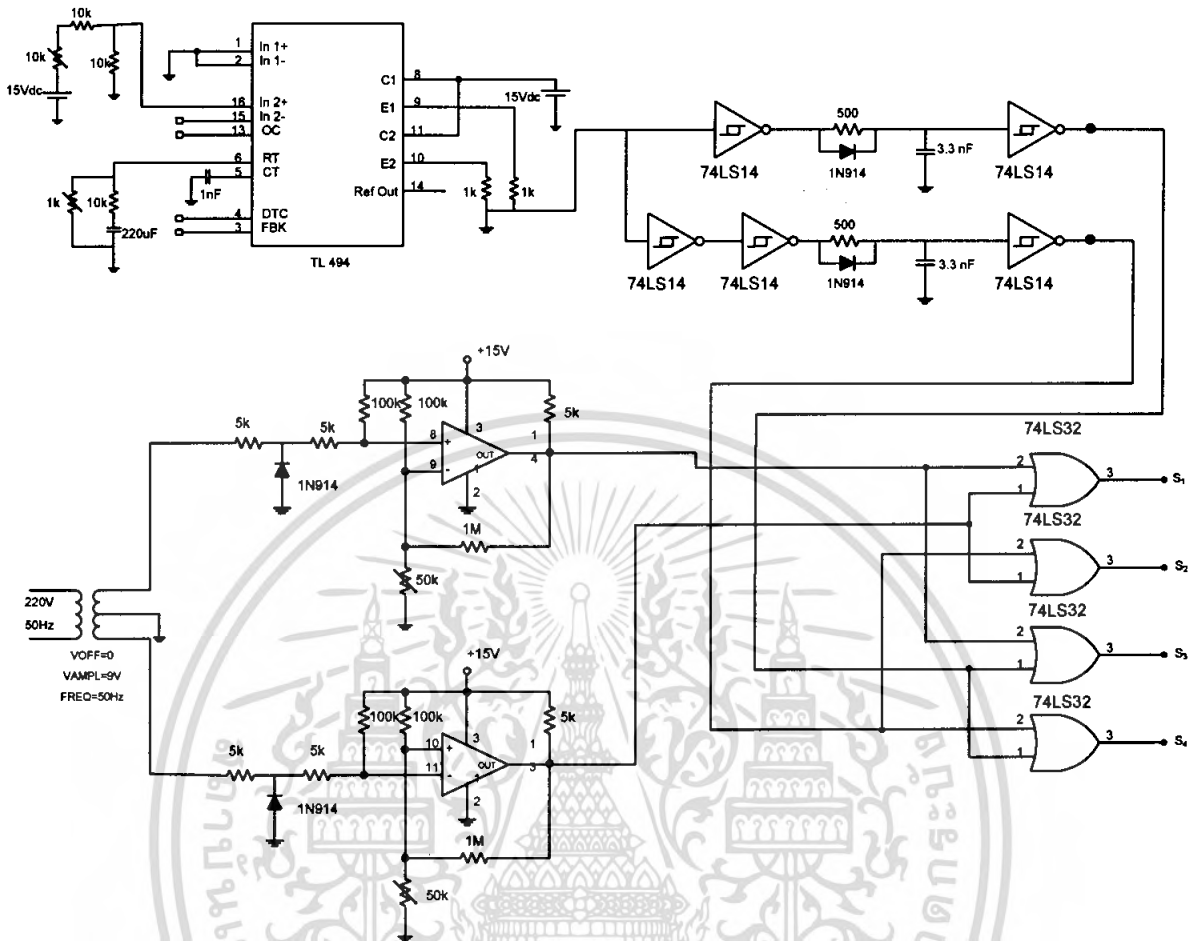 10k
10k
10k
15Vdc
1 In 1+
2 In 1-
16 In 2+
15 In 2-
13 OC
6 RT
5 CT
4 DTC
3 FBK
C1 8
E1 9
C2 11
E2 10
Ref Out 14
TL 494
1nF
1k
10k
220uF
15Vdc
1k
1k
74LS14
500
1N914
3.3 nF
74LS14
74LS14
74LS14
500
1N914
3.3 nF
74LS14
+15V
100k
100k
5k
5k
5k
1N914
8
+
9
-
3
OUT
1
2
1
4
1M
50k
220V
50Hz
VOFF=0
VAMPL=9V
FREQ=50Hz
+15V
100k
100k
5k
5k
5k
1N914
10
+
11
-
3
OUT
1
2
1
3
1M
50k
74LS32
2
1
3
S1
74LS32
2
1
3
S2
74LS32
2
1
3
S3
74LS32
2
1
3
S4